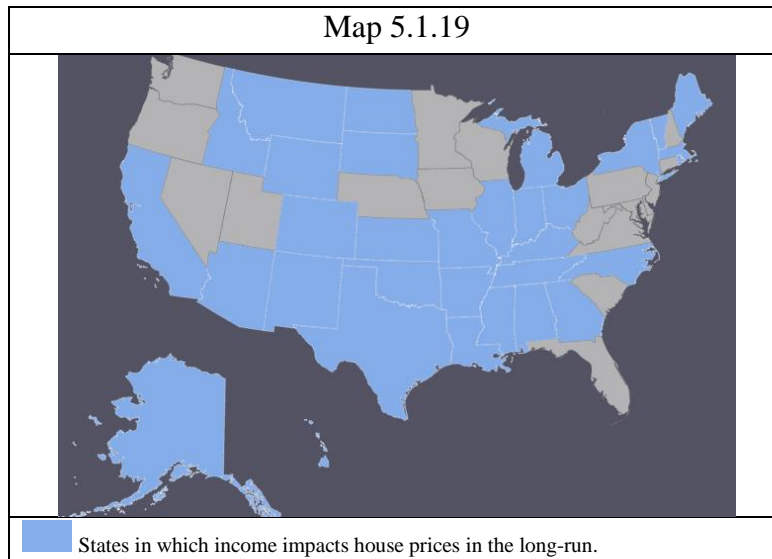 Map 5.1.19
States in which income impacts house prices in the long-run.